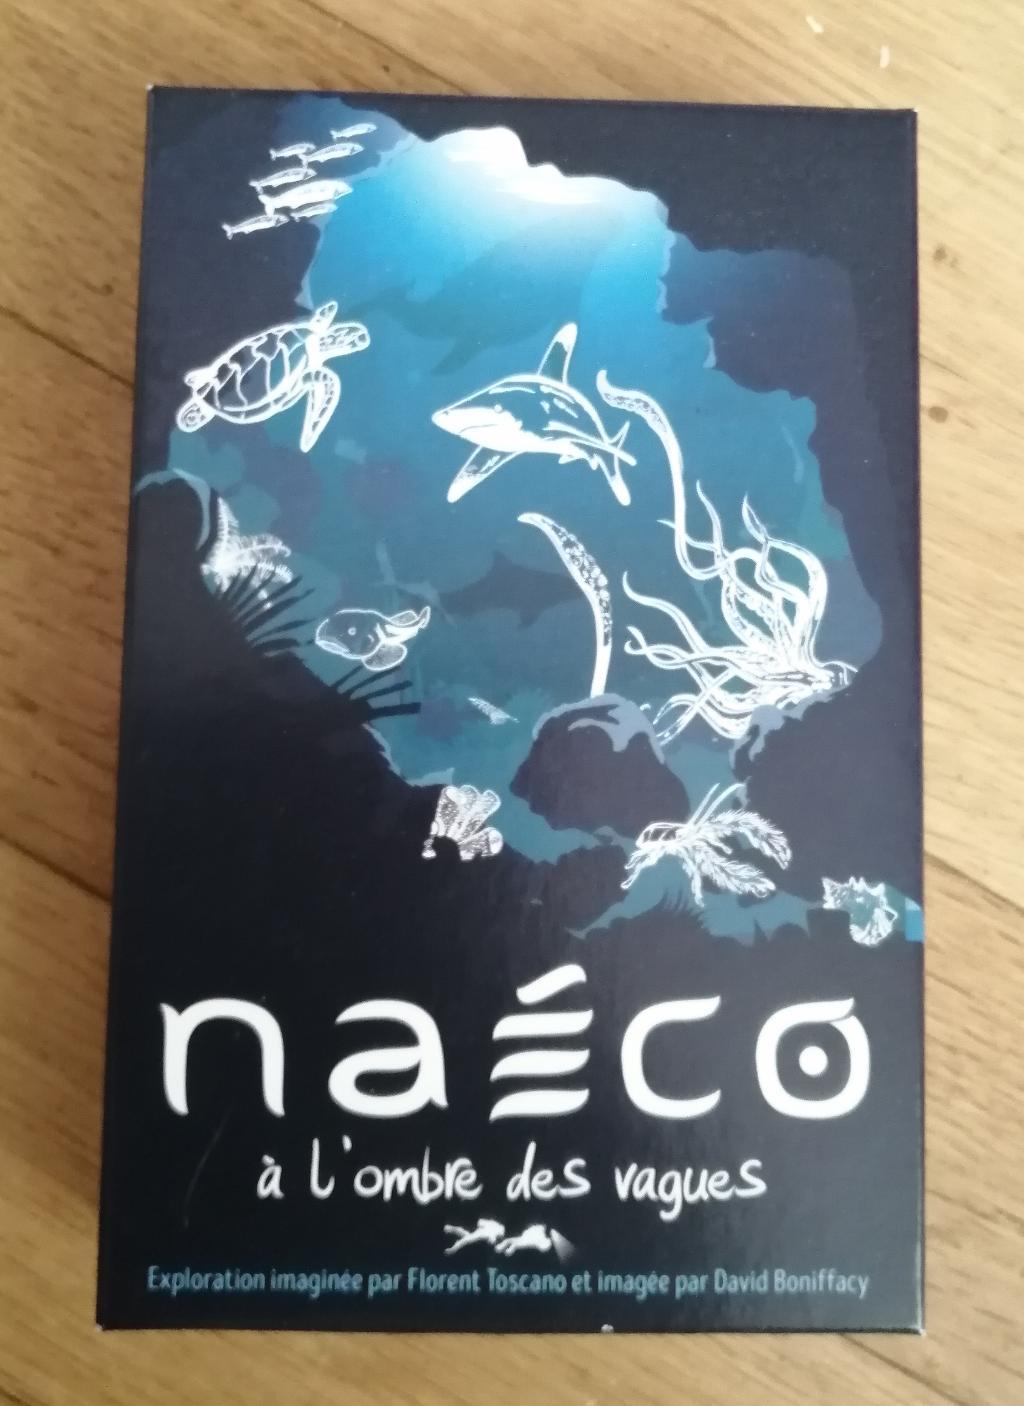 naéco
à l'ombre des vagues
Exploration imaginée par Florent Toscano et imagée par David Boniffacy